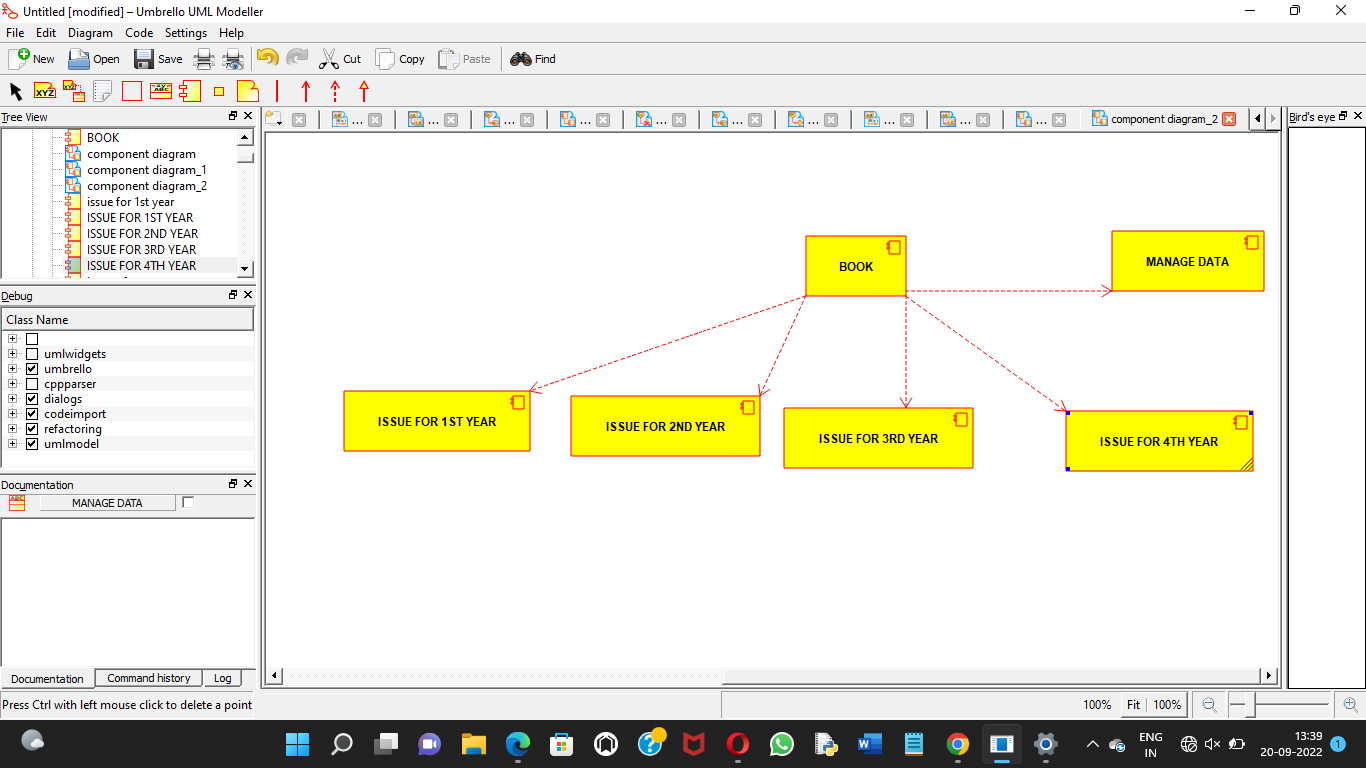 Untitled [modified] – Umbrello UML Modeller
File Edit Diagram Code Settings Help
New Open Save Cut Copy Paste Find
XYZ
Tree View
... ... ... ... ... ... ... ... ... ... component diagram_2
Bird's eye
BOOK
component diagram
component diagram_1
component diagram_2
issue for 1st year
ISSUE FOR 1ST YEAR
ISSUE FOR 2ND YEAR
ISSUE FOR 3RD YEAR
ISSUE FOR 4TH YEAR
Debug
Class Name
umlwidgets
umbrello
cppparser
dialogs
codeimport
refactoring
umlmodel
Documentation
MANAGE DATA
Documentation Command history Log
BOOK
MANAGE DATA
ISSUE FOR 1ST YEAR
ISSUE FOR 2ND YEAR
ISSUE FOR 3RD YEAR
ISSUE FOR 4TH YEAR
Press Ctrl with left mouse click to delete a point
100% Fit 100%
ENG
IN
13:39
20-09-2022
1